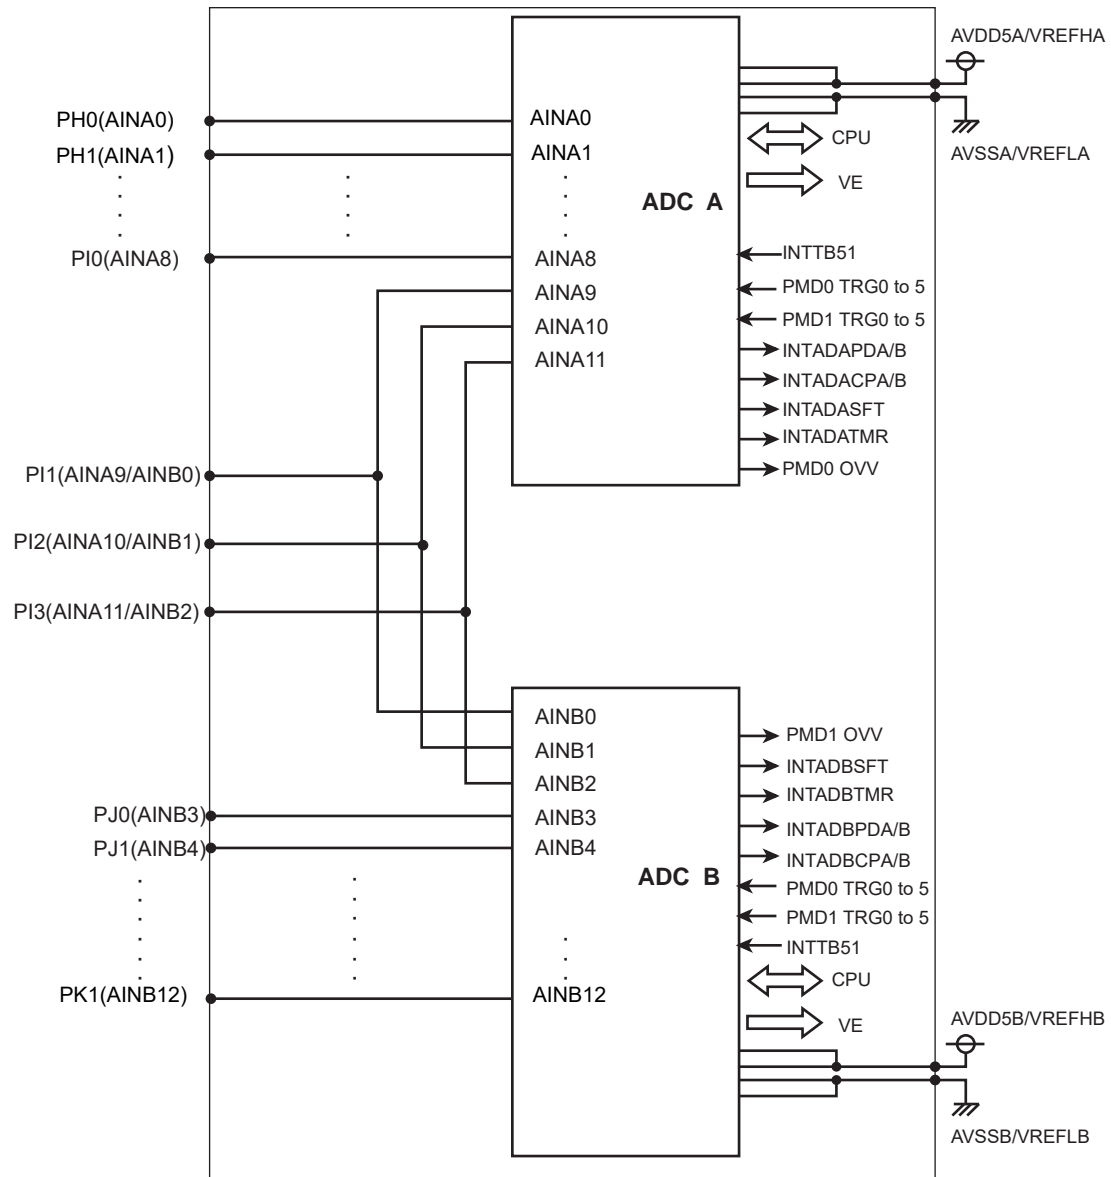 AVDD5A/VREFHA
PH0(AINA0)
AINA0
CPU
PH1(AINA1)
AINA1
AVSSA/VREFLA
VE
ADC A
PI0(AINA8)
AINA8
INTTB51
AINA9
PMD0 TRG0 to 5
AINA10
PMD1 TRG0 to 5
AINA11
INTADAPDA/B
INTADACPA/B
INTADASFT
INTADATMR
PMD0 OVV
PI1(AINA9/AINB0)
PI2(AINA10/AINB1)
PI3(AINA11/AINB2)
AINB0
PMD1 OVV
AINB1
INTADBSFT
AINB2
INTADBTMR
PJ0(AINB3)
AINB3
INTADBPDA/B
PJ1(AINB4)
AINB4
INTADBCPA/B
ADC B
PMD0 TRG0 to 5
PMD1 TRG0 to 5
INTTB51
CPU
PK1(AINB12)
AINB12
VE
AVDD5B/VREFHB
AVSSB/VREFLB